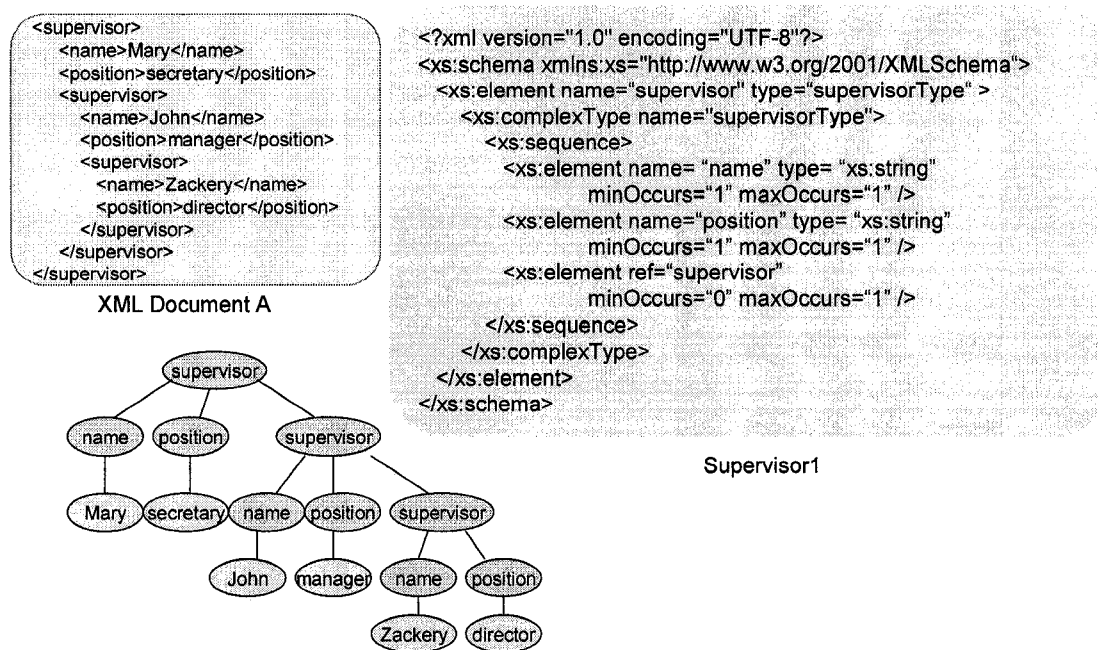 <supervisor>
<name>Mary</name>
<position>secretary</position>
<supervisor>
<name>John</name>
<position>manager</position>
<supervisor>
<name>Zackery</name>
<position>director</position>
</supervisor>
</supervisor>
</supervisor>
XML Document A
<?xml version="1.0" encoding="UTF-8"?>
<xs:schema xmlns:xs="http://www.w3.org/2001/XMLSchema“>
<xs:element name=“supervisor” type=“supervisorType“ >
<xs:complexType name="supervisorType">
<xs:sequence>
<xs:element name= “name” type= “xs:string”
minOccurs=“1” maxOccurs=“1” />
<xs:element name=“position” type= “xs:string”
minOccurs=“1” maxOccurs=“1” />
<xs:element ref=“supervisor”
minOccurs=“0” maxOccurs=“1” />
</xs:sequence>
</xs:complexType>
</xs:element>
</xs:schema>
Supervisor1
supervisor
name position supervisor
Mary secretary name position supervisor
John manager name position
Zackery director